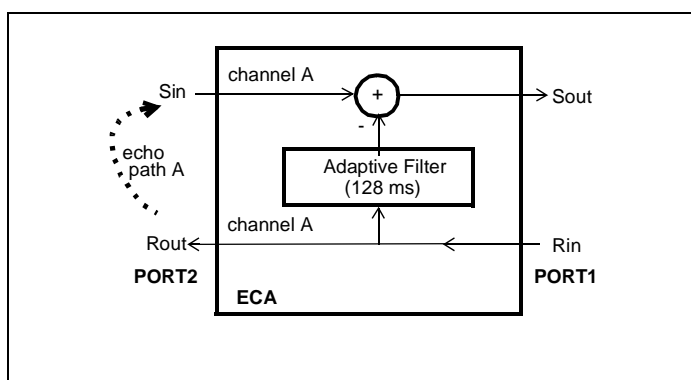 channel A
Sin
+
Sout
-
echo
path A
Adaptive Filter
(128 ms)
channel A
Rout
Rin
PORT2
PORT1
ECA